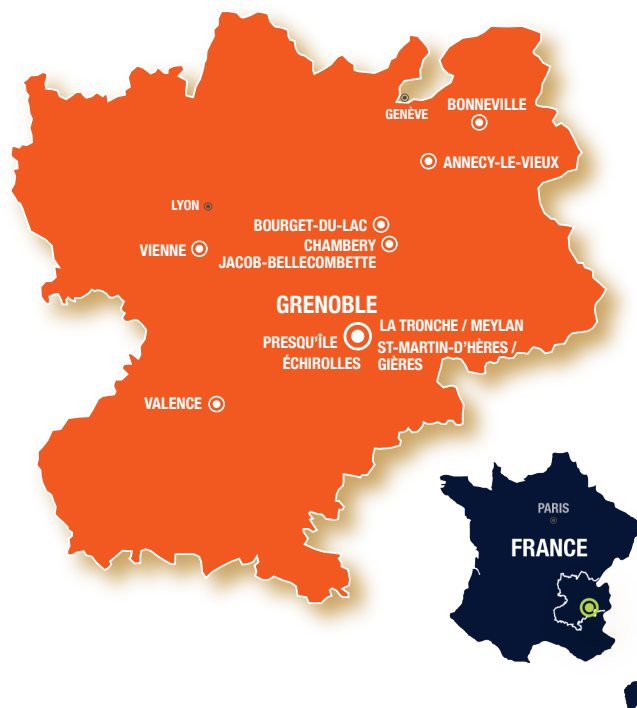 GENÈVE
BONNEVILLE
ANNECY-LE-VIEUX
LYON
BOURGET-DU-LAC
VIENNE
CHAMBERY
JACOB-BELLECOMBETTE
GRENOBLE
LA TRONCHE / MEYLAN
PRESQU'ÎLE
ST-MARTIN-D'HÈRES /
ÉCHIROLLES
GIÈRES
VALENCE
PARIS
FRANCE